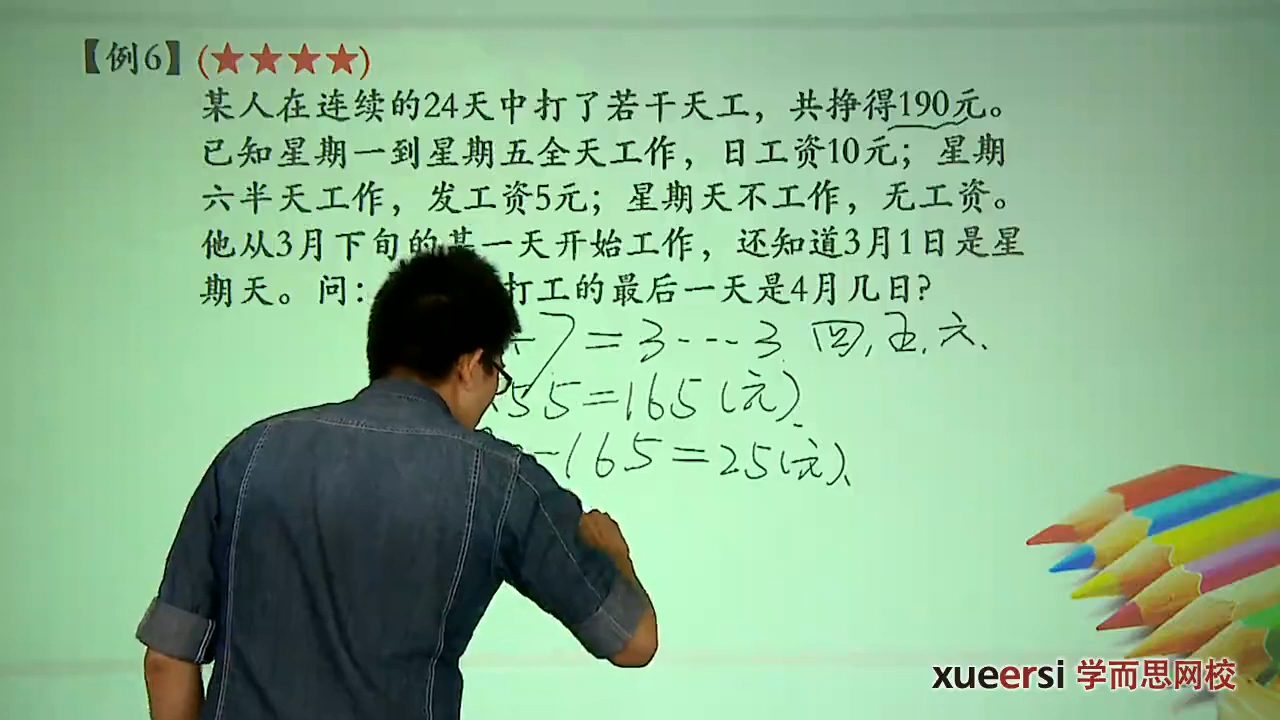 【例6】(★★★★)
某人在连续的24天中打了若干天工，共挣得190元。
已知星期一到星期五全天工作，日工资10元；星期
六半天工作，发工资5元；星期天不工作，无工资。
他从3月下旬的某一天开始工作，还知道3月1日是星
期天。问：打工的最后一天是4月几日？
÷7=3···3 四,五,六、
×55=165(元)、
-165=25(元)、
xueersi 学而思网校